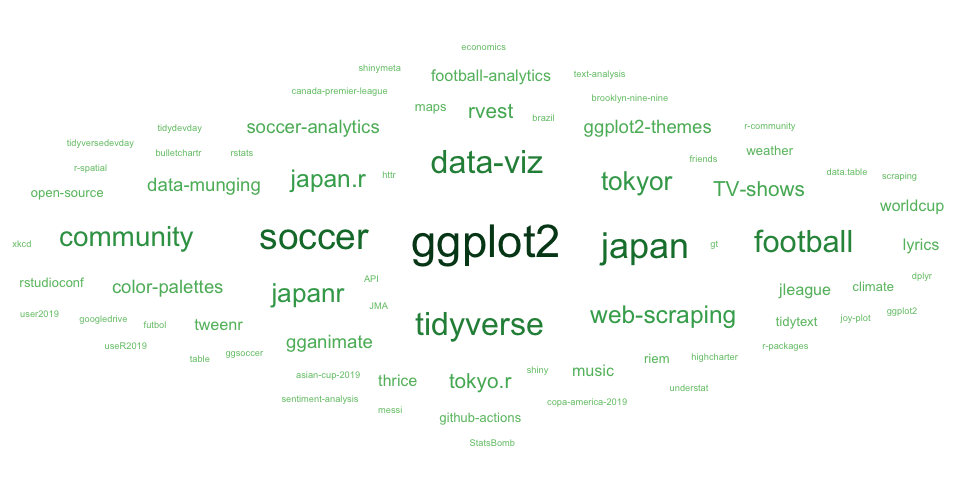 economics
shinymeta
football-analytics
text-analysis
canada-premier-league
brooklyn-nine-nine
maps
rvest
brazil
tidydevday
soccer-analytics
ggplot2-themes
r-community
tidyversedevday
bulletchartr
rstats
weather
r-spatial
data-viz
friends
open-source
data-munging
japan.r
httr
tokyor
TV-shows
data.table
scraping
worldcup
xkcd
community
soccer
ggplot2
japan
gt
football
lyrics
rstudioconf
color-palettes
japanr
API
jleague
climate
dplyr
JMA
user2019
googledrive
futbol
tweenr
tidyverse
web-scraping
tidytext
joy-plot
ggplot2
useR2019
table
ggsoccer
gganimate
riem
highcharter
r-packages
asian-cup-2019
thrice
tokyo.r
shiny
music
understat
sentiment-analysis
messi
github-actions
copa-america-2019
StatsBomb